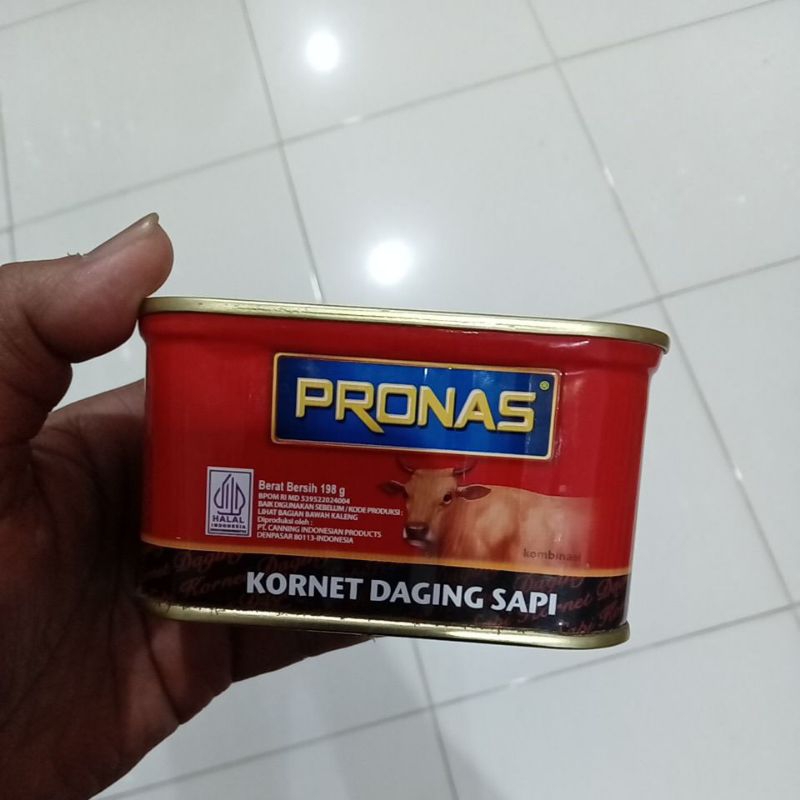 PRONAS®
Berat Bersih 198 g
BPOM RI MD 539522024004
BAIK DIGUNAKAN SEBELUM / KODE PRODUKSI :
LIHAT BAGIAN BAWAH KALENG
Diproduksi oleh :
PT. CANNING INDONESIAN PRODUCTS
DENPASAR 80113-INDONESIA
HALAL
INDONESIA
kombinasi
KORNET DAGING SAPI